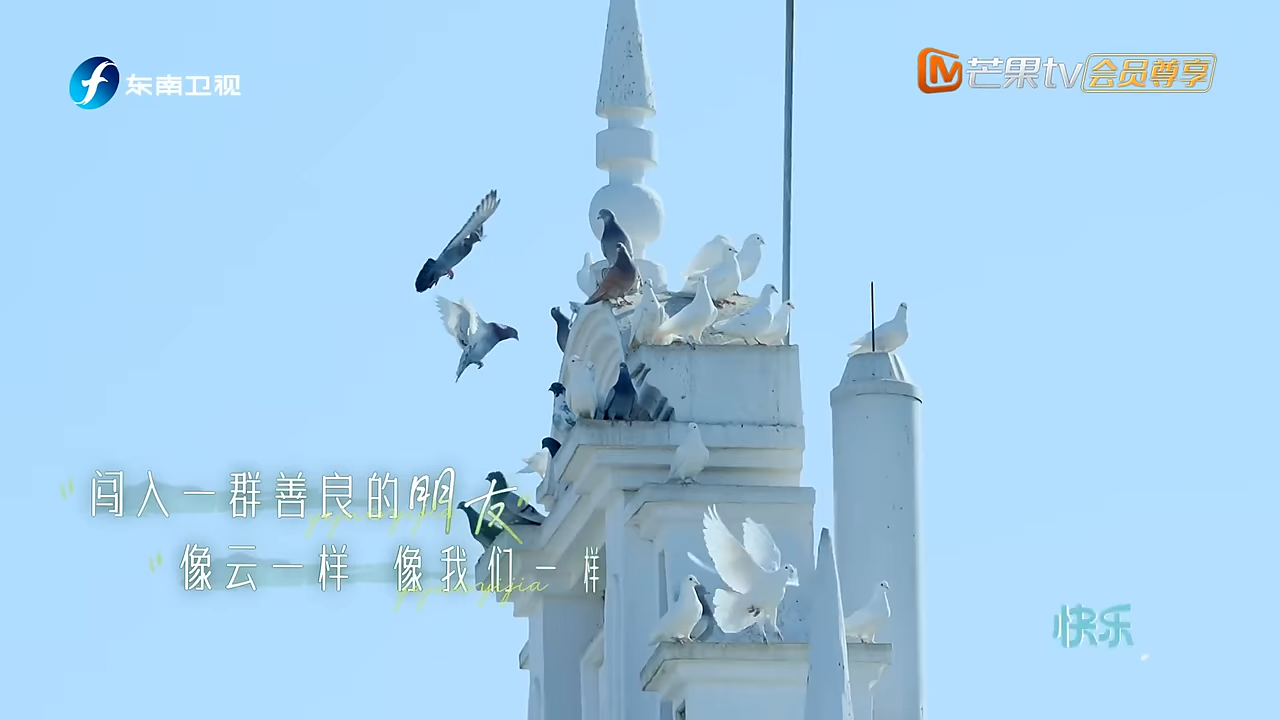 东南卫视
芒果tv会员尊享
闯入一群善良的朋友
像云一样 像我们一样
快乐